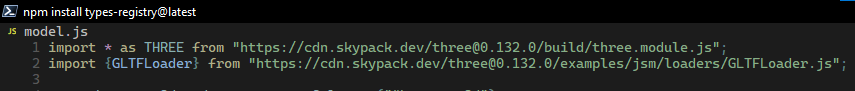 npm install types-registry@latest
JS model.js
1 import * as THREE from "https://cdn.skypack.dev/three@0.132.0/build/three.module.js";
2 import {GLTFLoader} from "https://cdn.skypack.dev/three@0.132.0/examples/jsm/loaders/GLTFLoader.js";
3